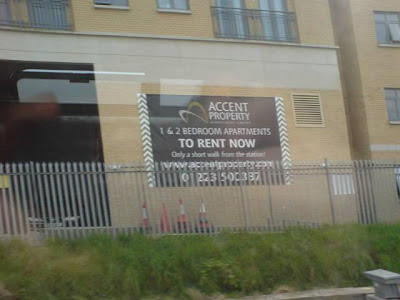 ACCENT
PROPERTY
1 & 2 BEDROOM APARTMENTS
TO RENT NOW
Only a short walk from the station!
www.accentproperty.com
01223 500387